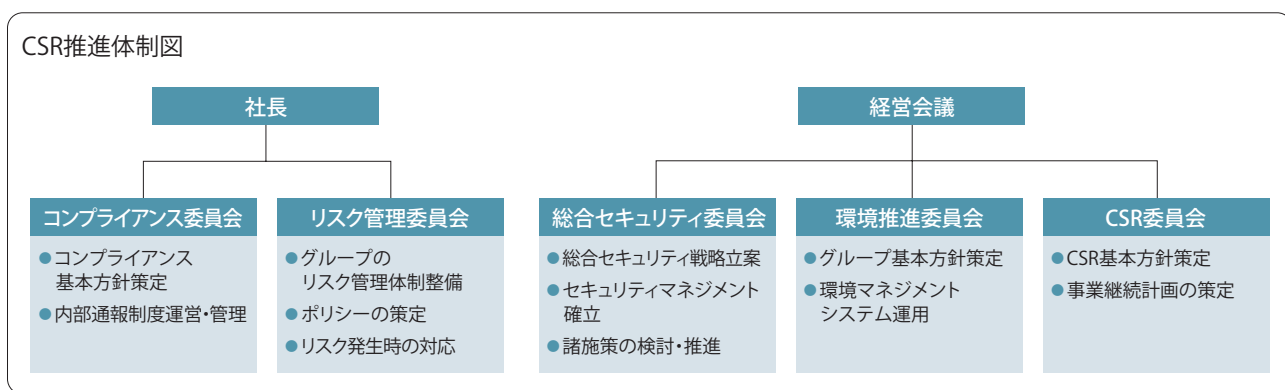 CSR推進体制図
社長
経営会議
コンプライアンス委員会
●コンプライアンス
基本方針策定
●内部通報制度運営・管理
リスク管理委員会
●グループの
リスク管理体制整備
●ポリシーの策定
●リスク発生時の対応
総合セキュリティ委員会
●総合セキュリティ戦略立案
●セキュリティマネジメント
確立
●諸施策の検討・推進
環境推進委員会
●グループ基本方針策定
●環境マネジメント
システム運用
CSR委員会
●CSR基本方針策定
●事業継続計画の策定